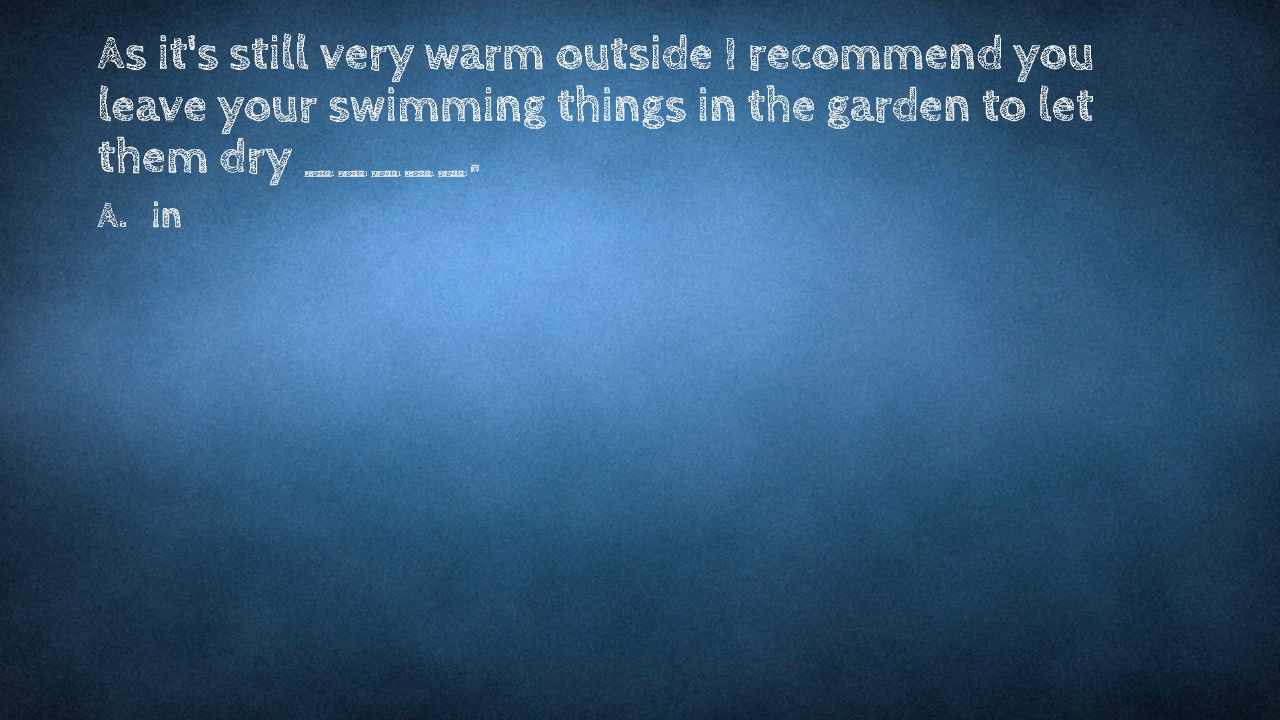 As it's still very warm outside I recommend you
leave your swimming things in the garden to let
them dry _____.
A. in